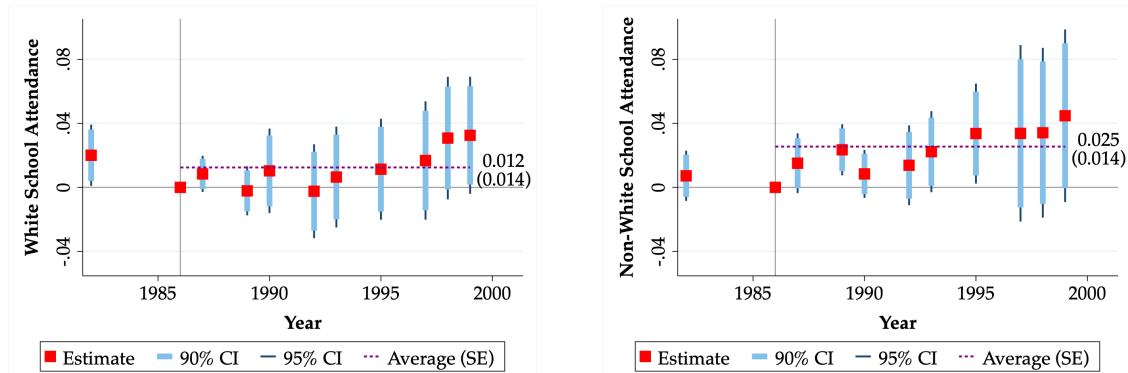 White School Attendance
.08
.04
0
-.04
0.012
(0.014)
1985 1990 1995 2000
Year
Estimate 90% CI 95% CI Average (SE)
Non-White School Attendance
.08
.04
0
-.04
0.025
(0.014)
1985 1990 1995 2000
Year
Estimate 90% CI 95% CI Average (SE)